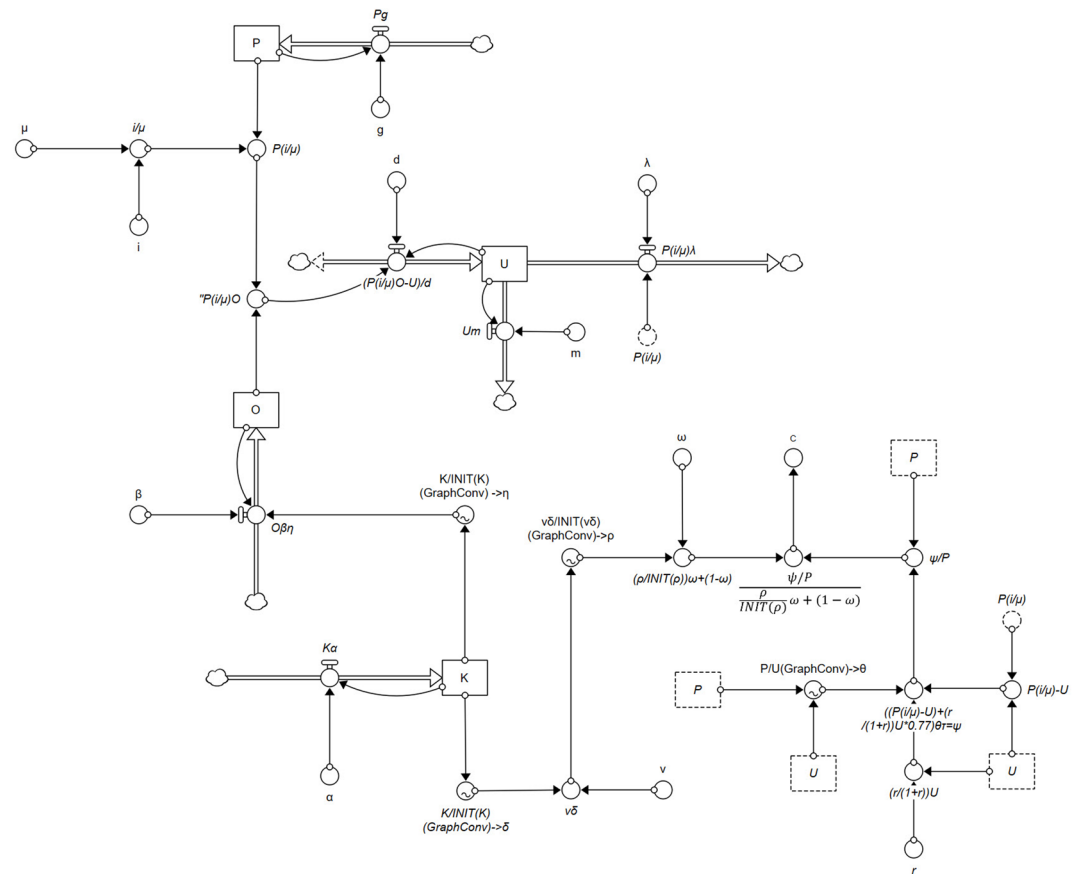 Pg
P
g
μ
i/μ
P(i/μ)
i
d
λ
P(i/μ)λ
U
(P(i/μ)O-U)/d
"P(i/μ)O
Um
m
P(i/μ)
O
ω
c
P
K/INIT(K)
(GraphConv) ->η
β
Oβη
vδ/INIT(vδ)
(GraphConv)->ρ
(ρ/INIT(ρ))ω+(1-ω)
ψ/P
ψ/P
ρ
INIT(ρ) ω + (1 − ω)
P(i/μ)
Kα
K
P/U(GraphConv)->θ
P
P(i/μ)-U
((P(i/μ)-U)+(r
/(1+r))U*0.77)θτ=ψ
U
U
α
K/INIT(K)
(GraphConv)->δ
vδ
v
(r/(1+r))U
r